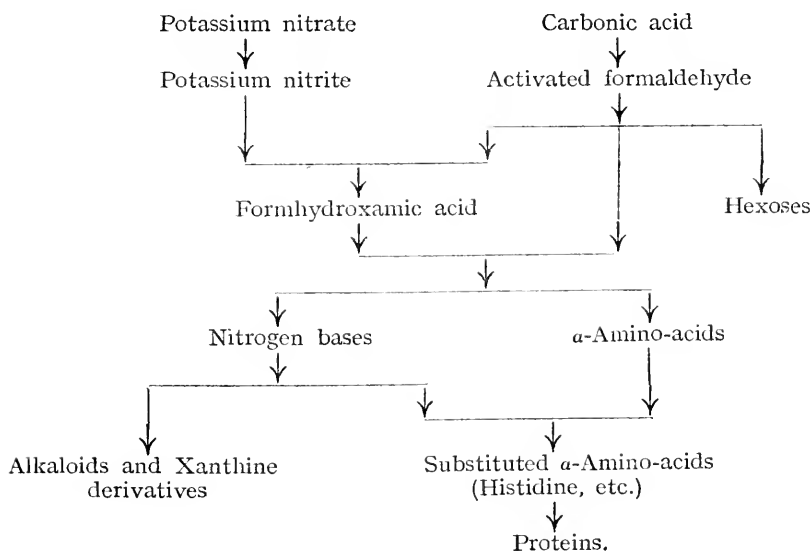 Potassium nitrate
Carbonic acid
Potassium nitrite
Activated formaldehyde
Formhydroxamic acid
Hexoses
Nitrogen bases
α-Amino-acids
Alkaloids and Xanthine
derivatives
Substituted α-Amino-acids
(Histidine, etc.)
Proteins.